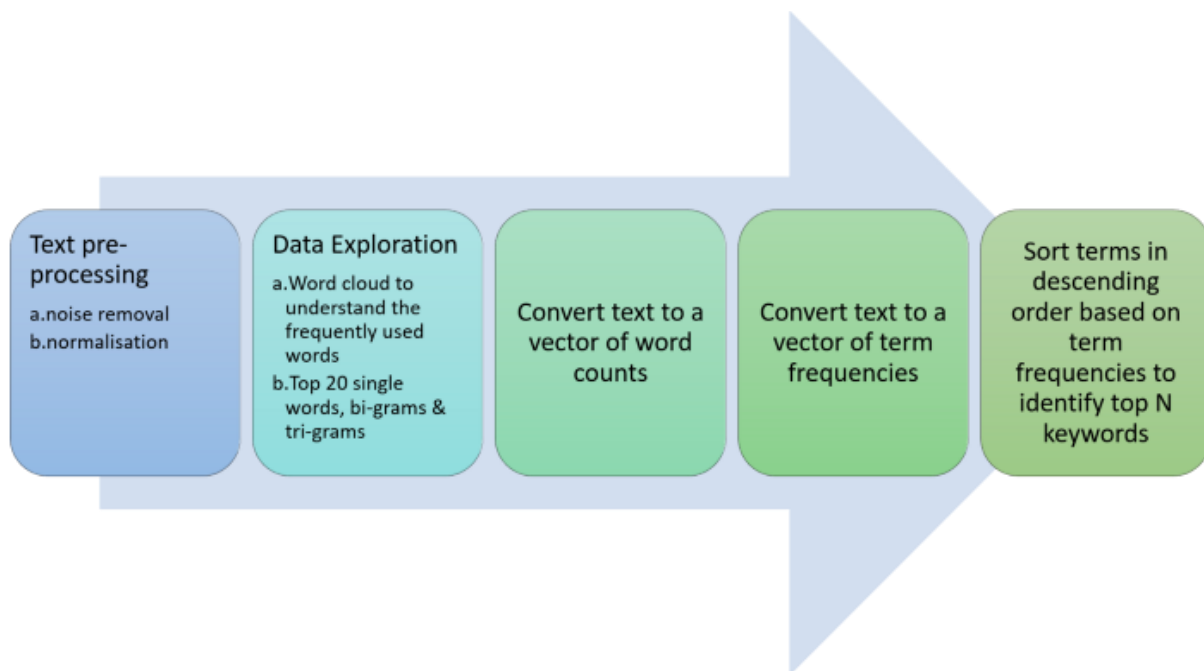 Text pre-
processing
a.noise removal
b.normalisation
Data Exploration
a.Word cloud to
understand the
frequently used
words
b.Top 20 single
words, bi-grams &
tri-grams
Convert text to a
vector of word
counts
Convert text to a
vector of term
frequencies
Sort terms in
descending
order based on
term
frequencies to
identify top N
keywords